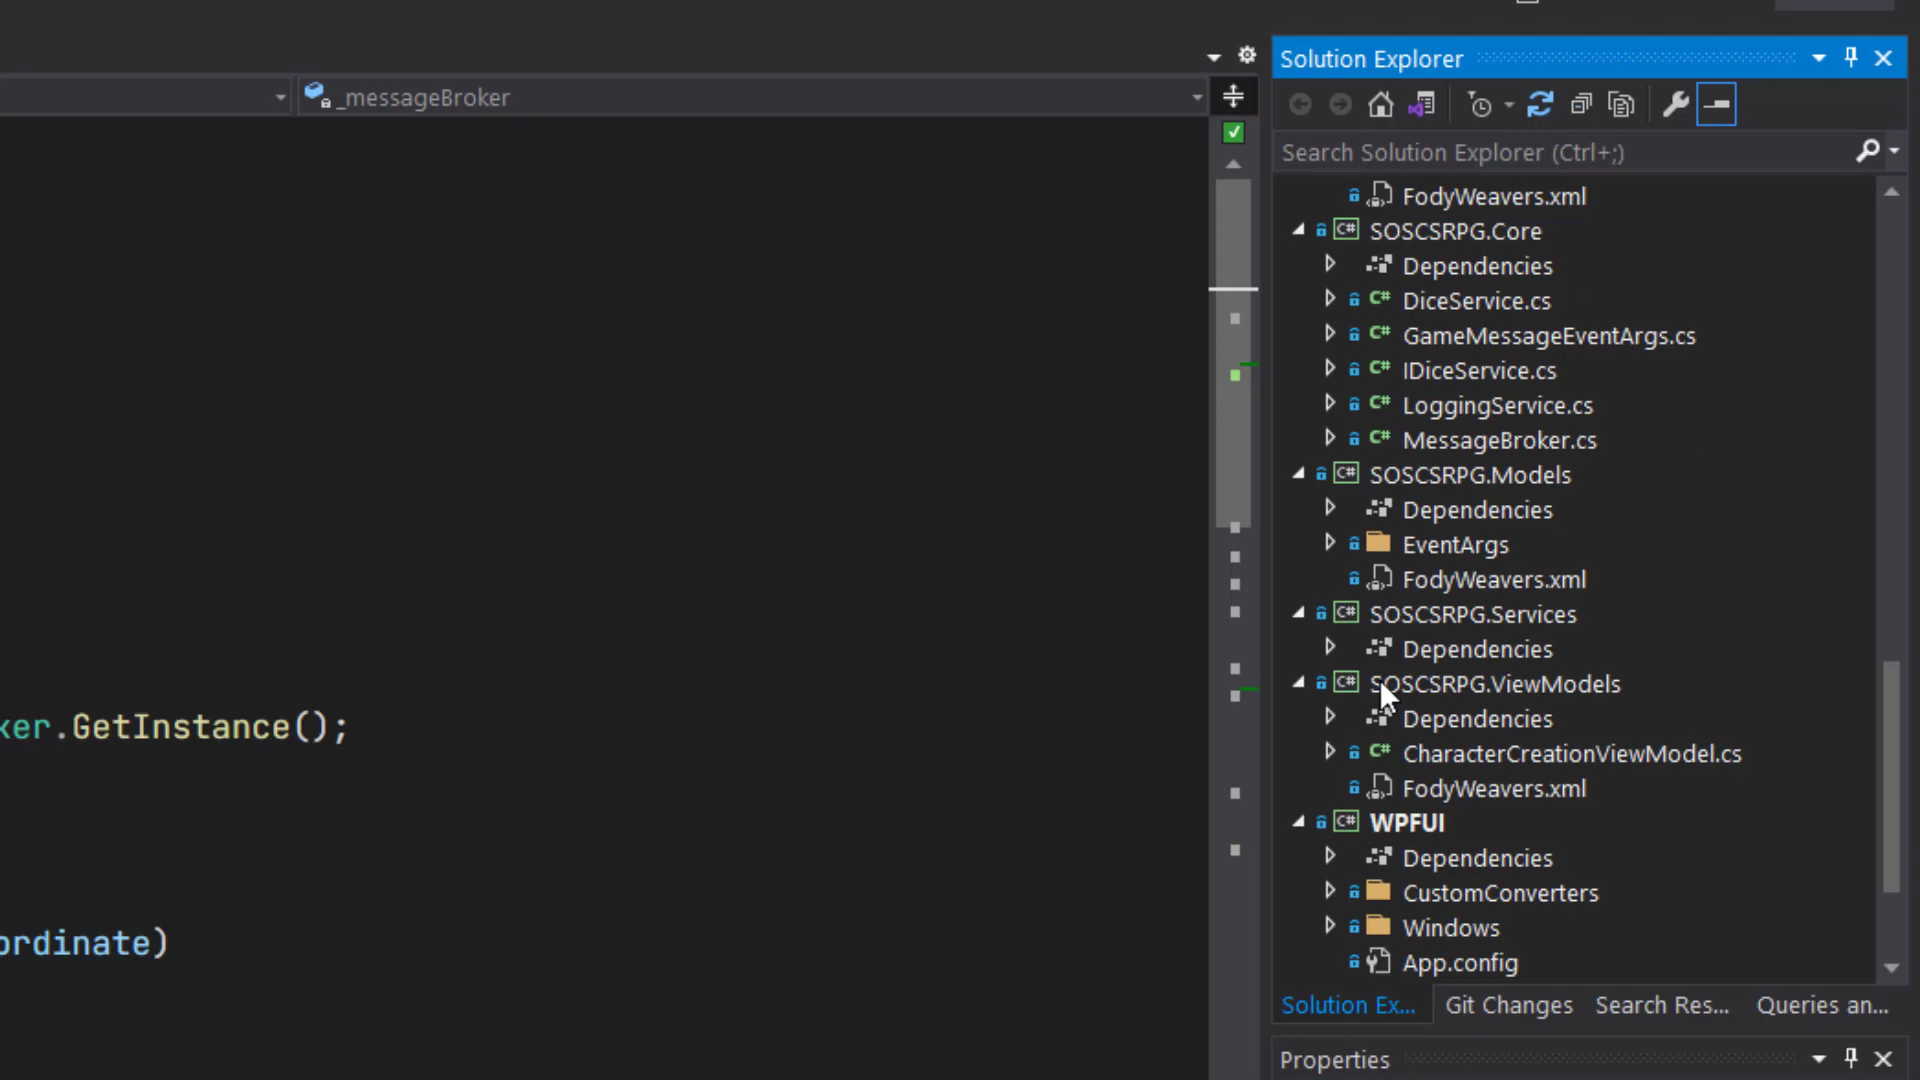 _messageBroker
ker.GetInstance();
ordinate)
Solution Explorer
Search Solution Explorer (Ctrl+;)
FodyWeavers.xml
C# SOSCSRPG.Core
Dependencies
C# DiceService.cs
C# GameMessageEventArgs.cs
C# IDiceService.cs
C# LoggingService.cs
C# MessageBroker.cs
C# SOSCSRPG.Models
Dependencies
EventArgs
FodyWeavers.xml
C# SOSCSRPG.Services
Dependencies
C# SOSCSRPG.ViewModels
Dependencies
C# CharacterCreationViewModel.cs
FodyWeavers.xml
C# WPFUI
Dependencies
CustomConverters
Windows
App.config
Solution Ex... Git Changes Search Res... Queries an...
Properties